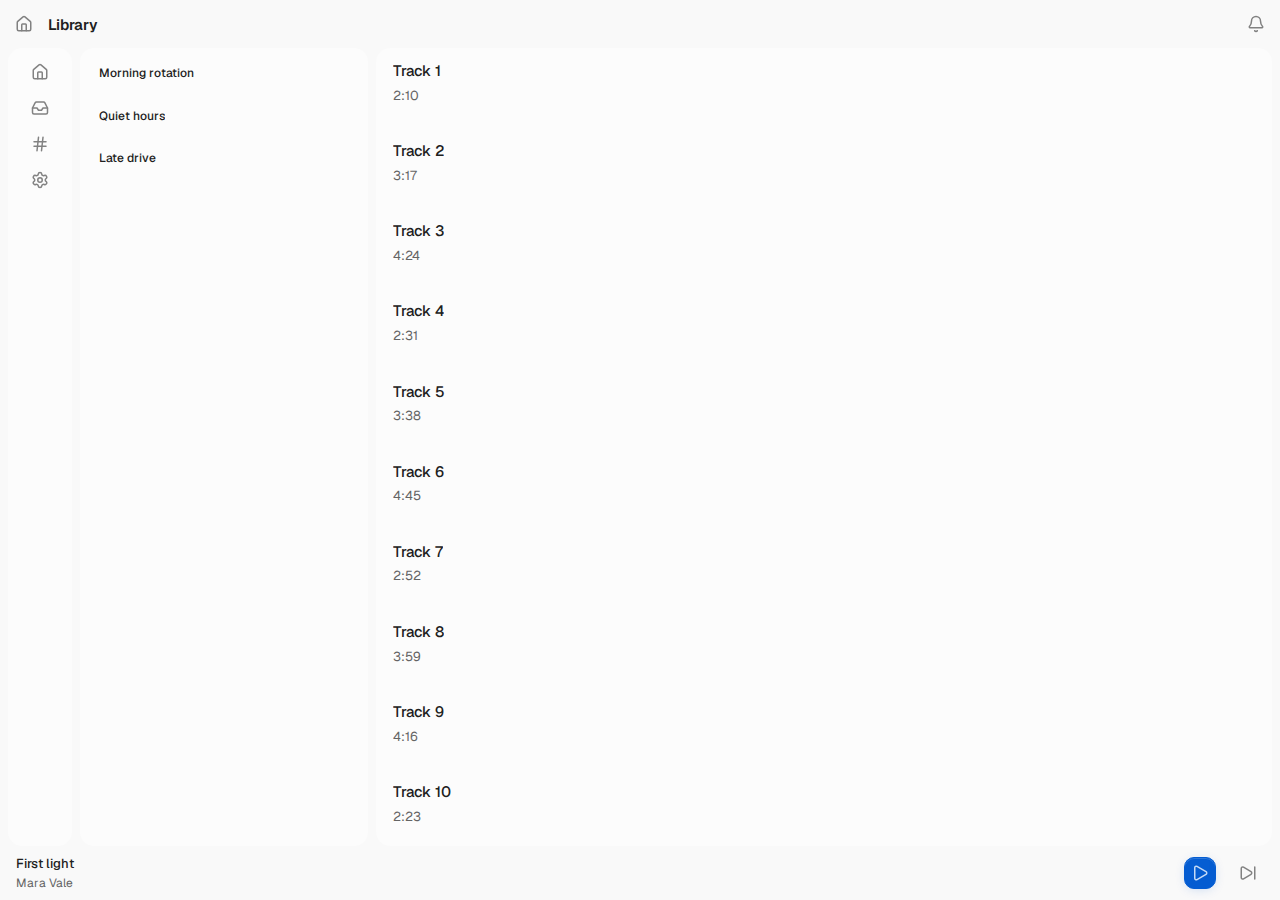 Library
Morning rotation
Quiet hours
Late drive
Track 1
2:10
Track 2
3:17
Track 3
4:24
Track 4
2:31
Track 5
3:38
Track 6
4:45
Track 7
2:52
Track 8
3:59
Track 9
4:16
Track 10
2:23
First light
Mara Vale